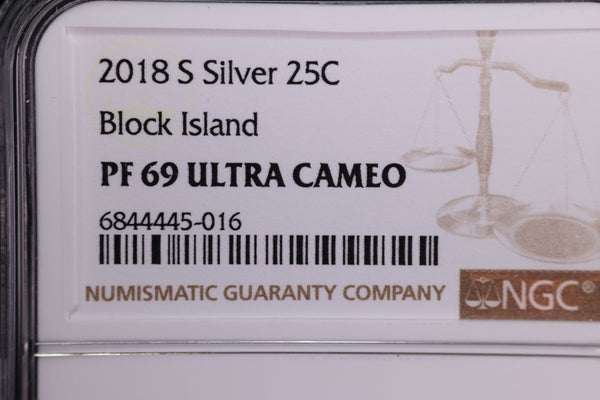 2018 S Silver 25C
Block Island
PF 69 ULTRA CAMEO
6844445-016
NUMISMATIC GUARANTY COMPANY
NGC®